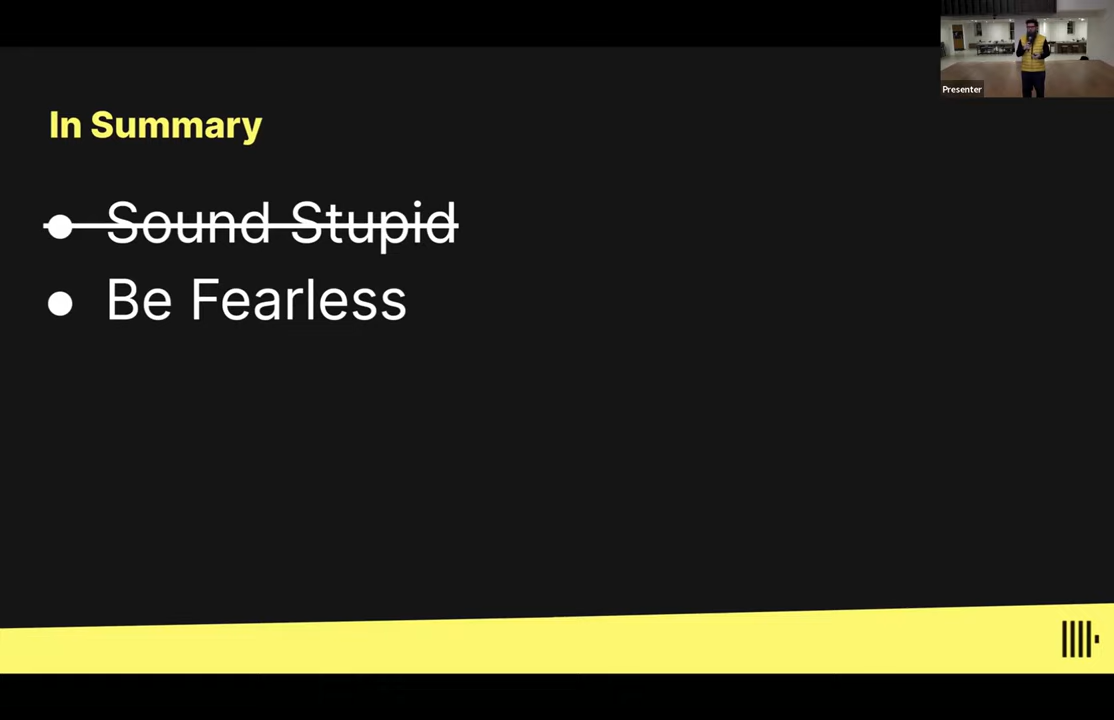 Presenter
In Summary
● Sound Stupid
● Be Fearless